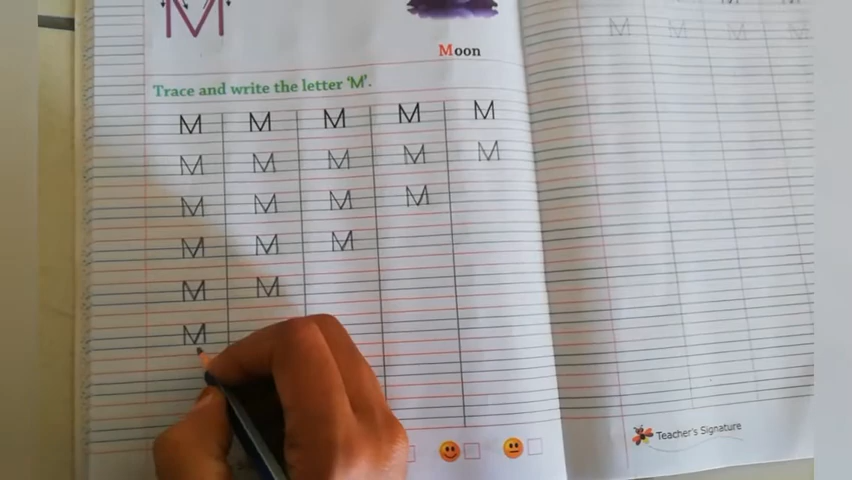 M
Moon
Trace and write the letter 'M'.
M M M M M
M M M M M
M M M M
M M M
M M
M
M M M M
Teacher's Signature